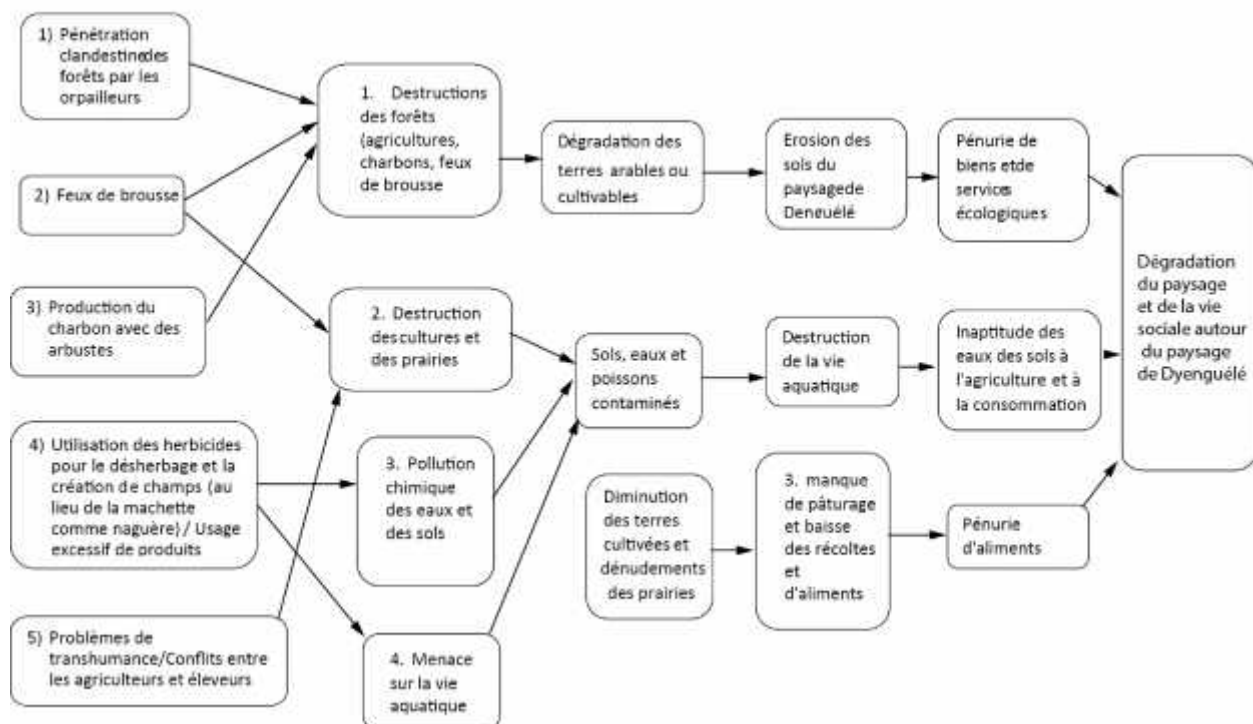 1) Pénétration
clandestinedes
forêts par les
orpailleurs
2) Feux de brousse
3) Production du
charbon avec des
arbustes
4) Utilisation des herbicides
pour le désherbage et la
création de champs (au
lieu de la machette
comme naguère) / Usage
excessif de produits
5) Problèmes de
transhumance/Conflits entre
les agriculteurs et éleveurs
1. Destructions
des forêts
(agricultures,
charbons, feux
de brousse
2. Destruction
des cultures et
des prairies
3. Pollution
chimique
des eaux et
des sols
4. Menace
sur la vie
aquatique
Dégradation des
terres arables ou
cultivables
Sols, eaux et
poissons
contaminés
Diminution
des terres
cultivées et
dénudements
des prairies
Erosion des
sols du
paysagede
Denguélé
Destruction
de la vie
aquatique
3. manque
de pâturage
et baisse
des récoltes
et
d'aliments
Pénurie de
biens etde
services
écologiques
Inaptitude des
eaux des sols à
l'agriculture et à
la consommation
Pénurie
d'aliments
Dégradation
du paysage
et de la vie
sociale autour
du paysage
de Dyenguélé